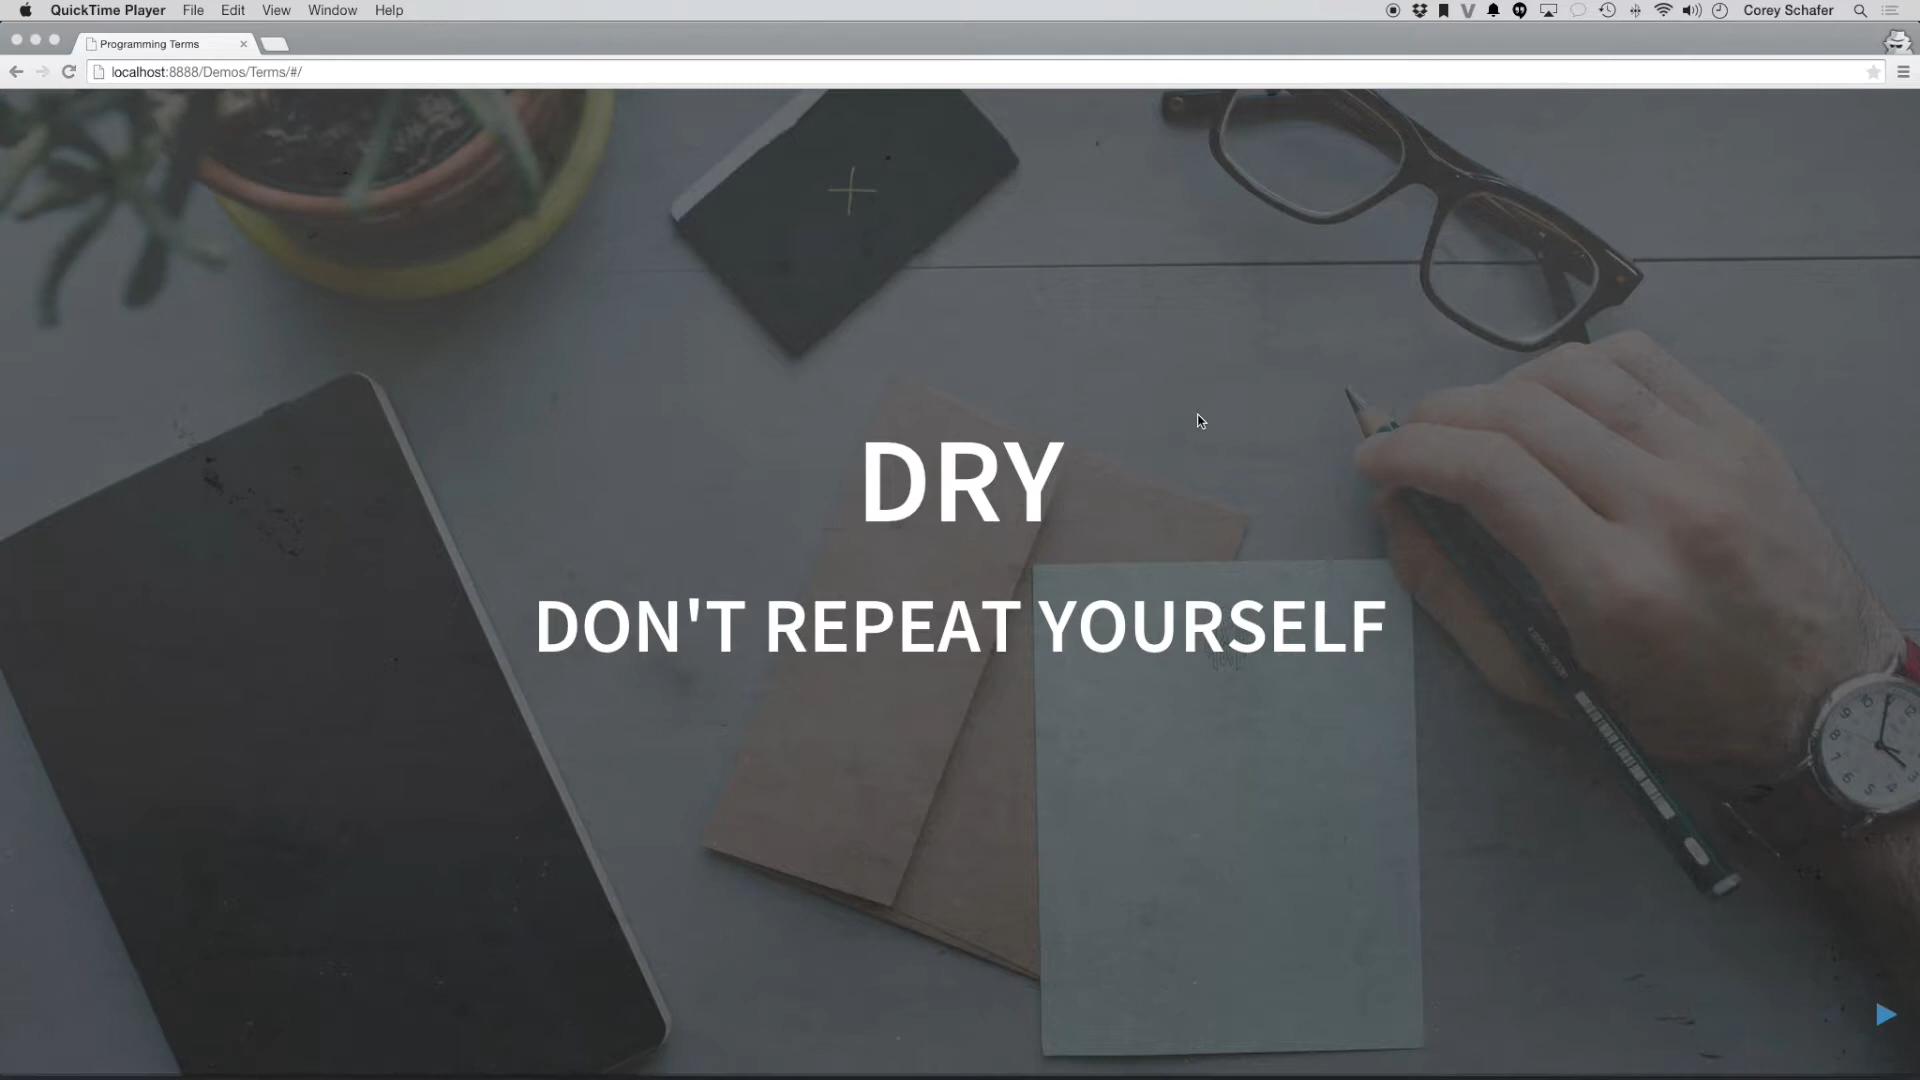 QuickTime Player File Edit View Window Help Corey Schafer
Programming Terms
localhost:8888/Demos/Terms/#/
DRY
DON'T REPEAT YOURSELF